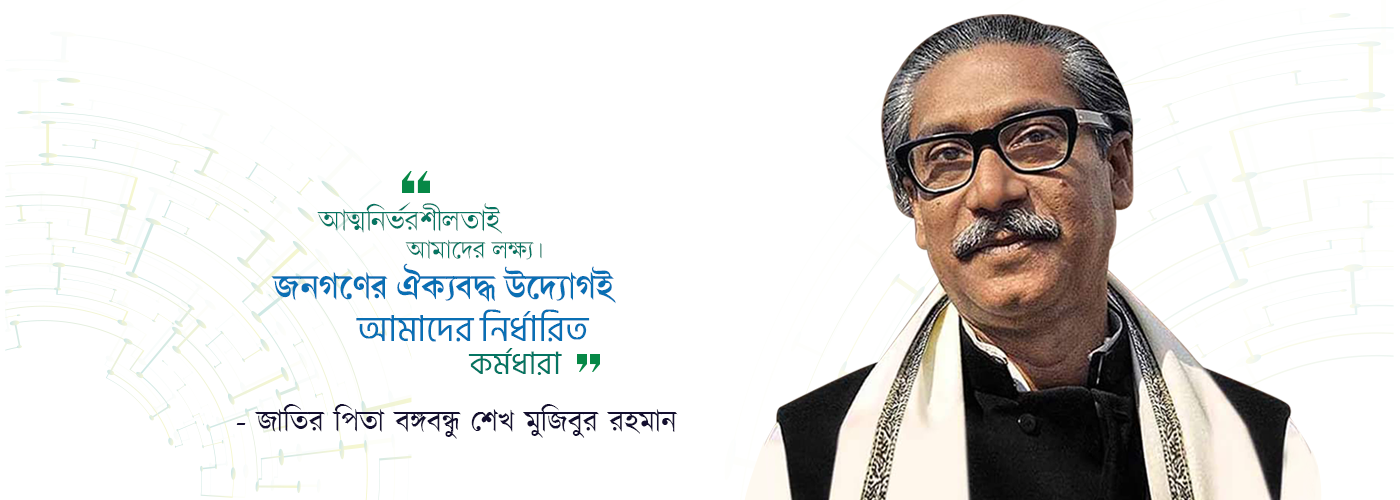 ❝
আত্মনির্ভরশীলতাই
আমাদের লক্ষ্য।
জনগণের ঐক্যবদ্ধ উদ্যোগই
আমাদের নির্ধারিত
কর্মধারা ❞
- জাতির পিতা বঙ্গবন্ধু শেখ মুজিবুর রহমান